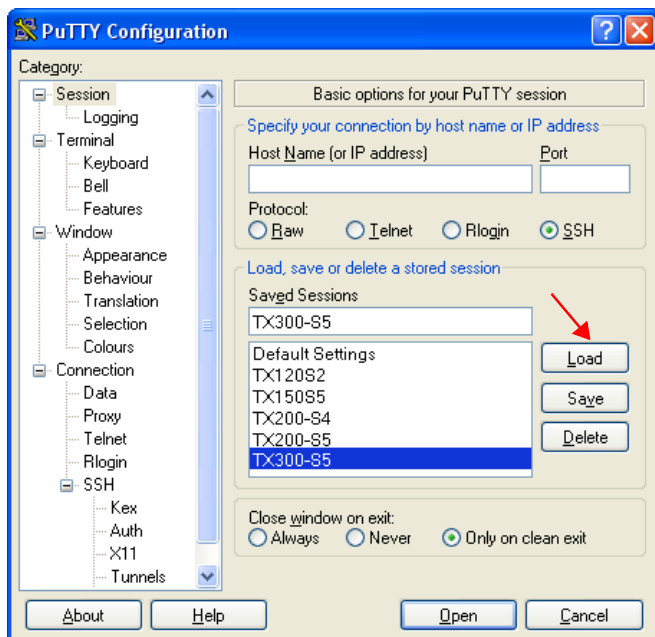 PuTTY Configuration
Category:
Session
Logging
Terminal
Keyboard
Bell
Features
Window
Appearance
Behaviour
Translation
Selection
Colours
Connection
Data
Proxy
Telnet
Rlogin
SSH
Kex
Auth
X11
Tunnels
Basic options for your PuTTY session
Specify your connection by host name or IP address
Host Name (or IP address) Port
Protocol:
Raw Telnet Rlogin SSH
Load, save or delete a stored session
Saved Sessions
TX300-S5
Default Settings
TX120S2
TX150S5
TX200-S4
TX200-S5
TX300-S5
Load
Save
Delete
Close window on exit:
Always Never Only on clean exit
About Help Open Cancel